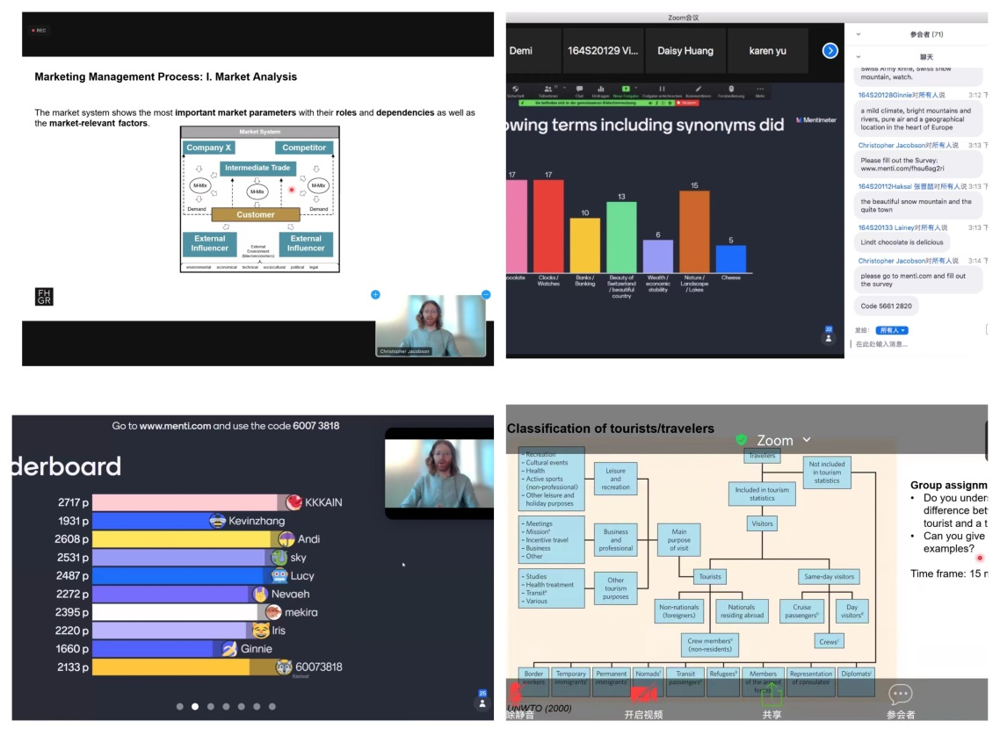 REC
Marketing Management Process: I. Market Analysis
The market system shows the most important market parameters with their roles and dependencies as well as
the market-relevant factors.
Market System
Company X
Competitor
Intermediate Trade
M-Mix
M-Mix
M-Mix
Demand
Demand
Customer
External
Influencer
External
Environment
(Macroeconomics)
External
Influencer
environmental economical technical sociocultural political legal
FH
GR
Christopher Jacobson
Zoom会议
Demi
164S20129 Vi...
Daisy Huang
karen yu
owing terms including synonyms did
Mentimeter
17
17
10
13
6
15
5
ocolate
Clocks /
Watches
Banks /
Banking
Beauty of
Switzerland
/ beautiful
country
Wealth /
economic
stability
Nature /
Landscape
/ Lakes
Cheese
22
参会者 (71)
聊天
Swiss Army knife, Swiss show
mountain, watch.
164S20128Ginnie对所有人说 3:12
a mild climate, bright mountains and
rivers, pure air and a geographical
location in the heart of Europe
Christopher Jacobson对所有人说 3:13
Please fill out the Survey:
www.menti.com/fhsu6ag2ri
164S20112Haksal 张晋喆对所有人说 3:13
the beautiful snow mountain and the
quite town
164S20133 Lainey对所有人说 3:13
Lindt chocolate is delicious
Christopher Jacobson对所有人说 3:14
please go to menti.com and fill out
the survey
Code 5661 2820
发给: 所有人
在此处输入消息...
Go to www.menti.com and use the code 6007 3818
derboard
2717 p KKKAIN
1931 p Kevinzhang
2608 p Andi
2531 p sky
2487 p Lucy
2272 p Nevaeh
2395 p mekira
2220 p Iris
1660 p Ginnie
2133 p 60073818
fastest
25
Classification of tourists/travelers
Zoom
– Recreation
– Cultural events
– Health
– Active sports
(non-professional)
– Other leisure and
holiday purposes
Leisure
and
recreation
– Meetings
– Mission
– Incentive travel
– Business
– Other
Business
and
professional
– Studies
– Health treatment
– Transit
– Various
Other
tourism
purposes
Main
purpose
of visit
Travellers
Included in tourism
statistics
Not included
in tourism
statistics
Visitors
Tourists
Same-day visitors
Non-nationals
(foreigners)
Nationals
residing abroad
Cruise
passengers
Day
visitors
Crew members
(non-residents)
Crews
Border
workers
Temporary
immigrants
Permanent
immigrants
Nomads
Transit
passengers
Refugees
Members
of the armed
forces
Representation
of consulates
Diplomats
UNWTO (2000)
Group assignm
• Do you unders
difference bet
tourist and a t
• Can you give
examples?
Time frame: 15 m
除静音
开启视频
共享
参会者